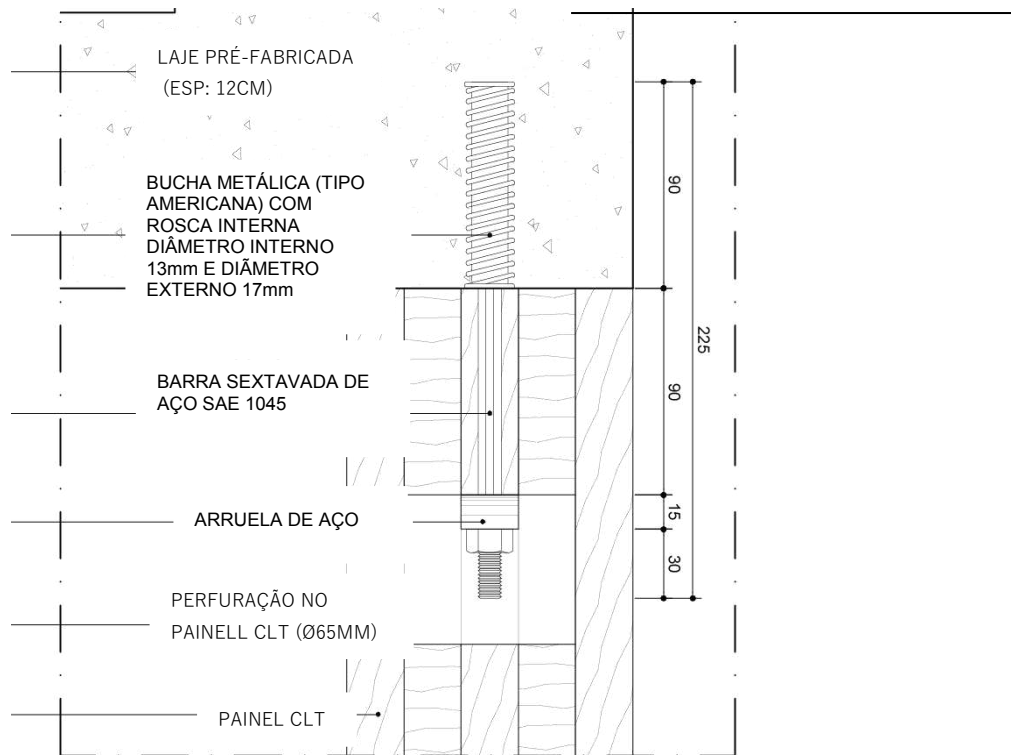 LAJE PRÉ-FABRICADA
(ESP: 12CM)
BUCHA METÁLICA (TIPO
AMERICANA) COM
ROSCA INTERNA
DIÂMETRO INTERNO
13mm E DIÃMETRO
EXTERNO 17mm
BARRA SEXTAVADA DE
AÇO SAE 1045
ARRUELA DE AÇO
PERFURAÇÃO NO
PAINELL CLT (Ø65MM)
PAINEL CLT
90
225
90
15
30